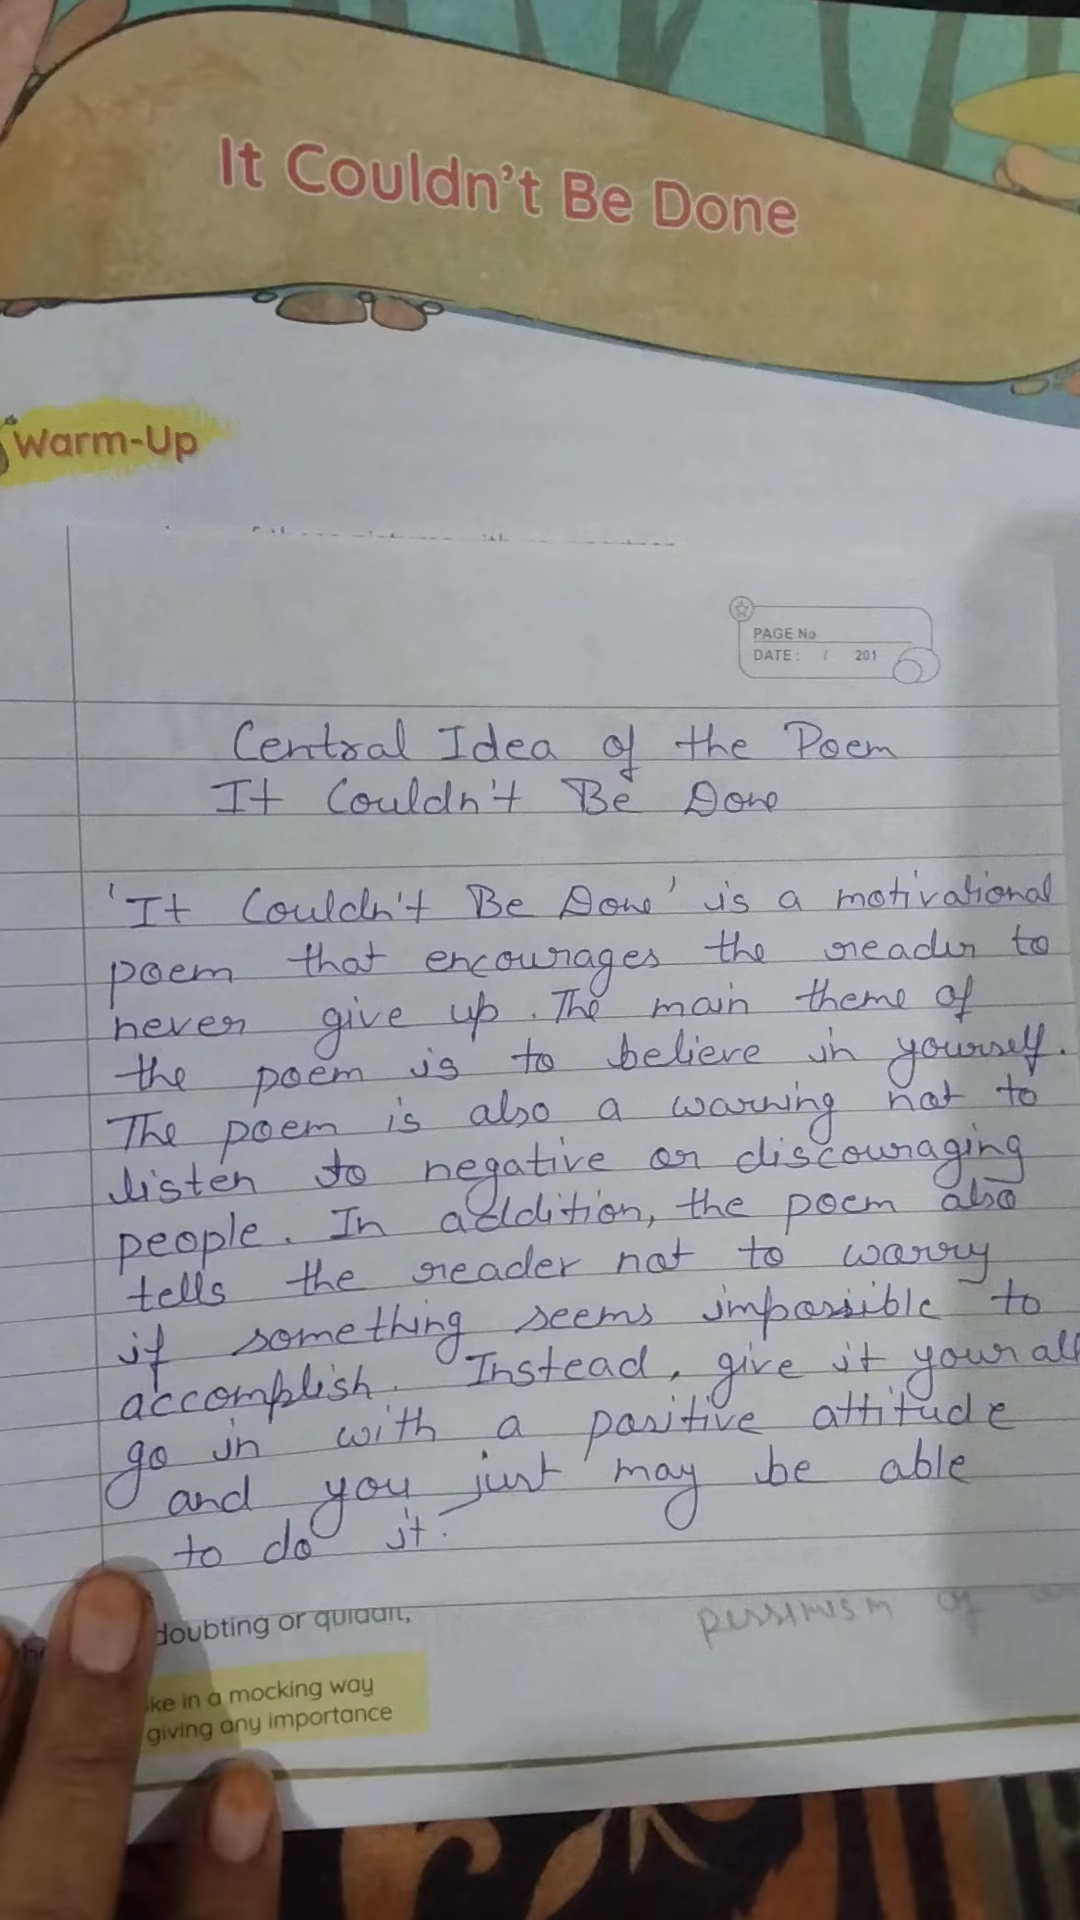 It Couldn't Be Done
Warm-Up
PAGE No
DATE: / 201
Central Idea of the Poem
It Couldn't Be Done
'It Couldn't Be Done' is a motivational
poem that encourages the reader to
never give up. The main theme of
the poem is to believe in yourself.
The poem is also a warning not to
listen to negative or discouraging
people. In addition, the poem also
tells the reader not to worry
if something seems impossible to
accomplish. Instead, give it your all
go in with a positive attitude
and you just may be able
to do it.
doubting or
pessimism of
in a mocking way
giving any importance